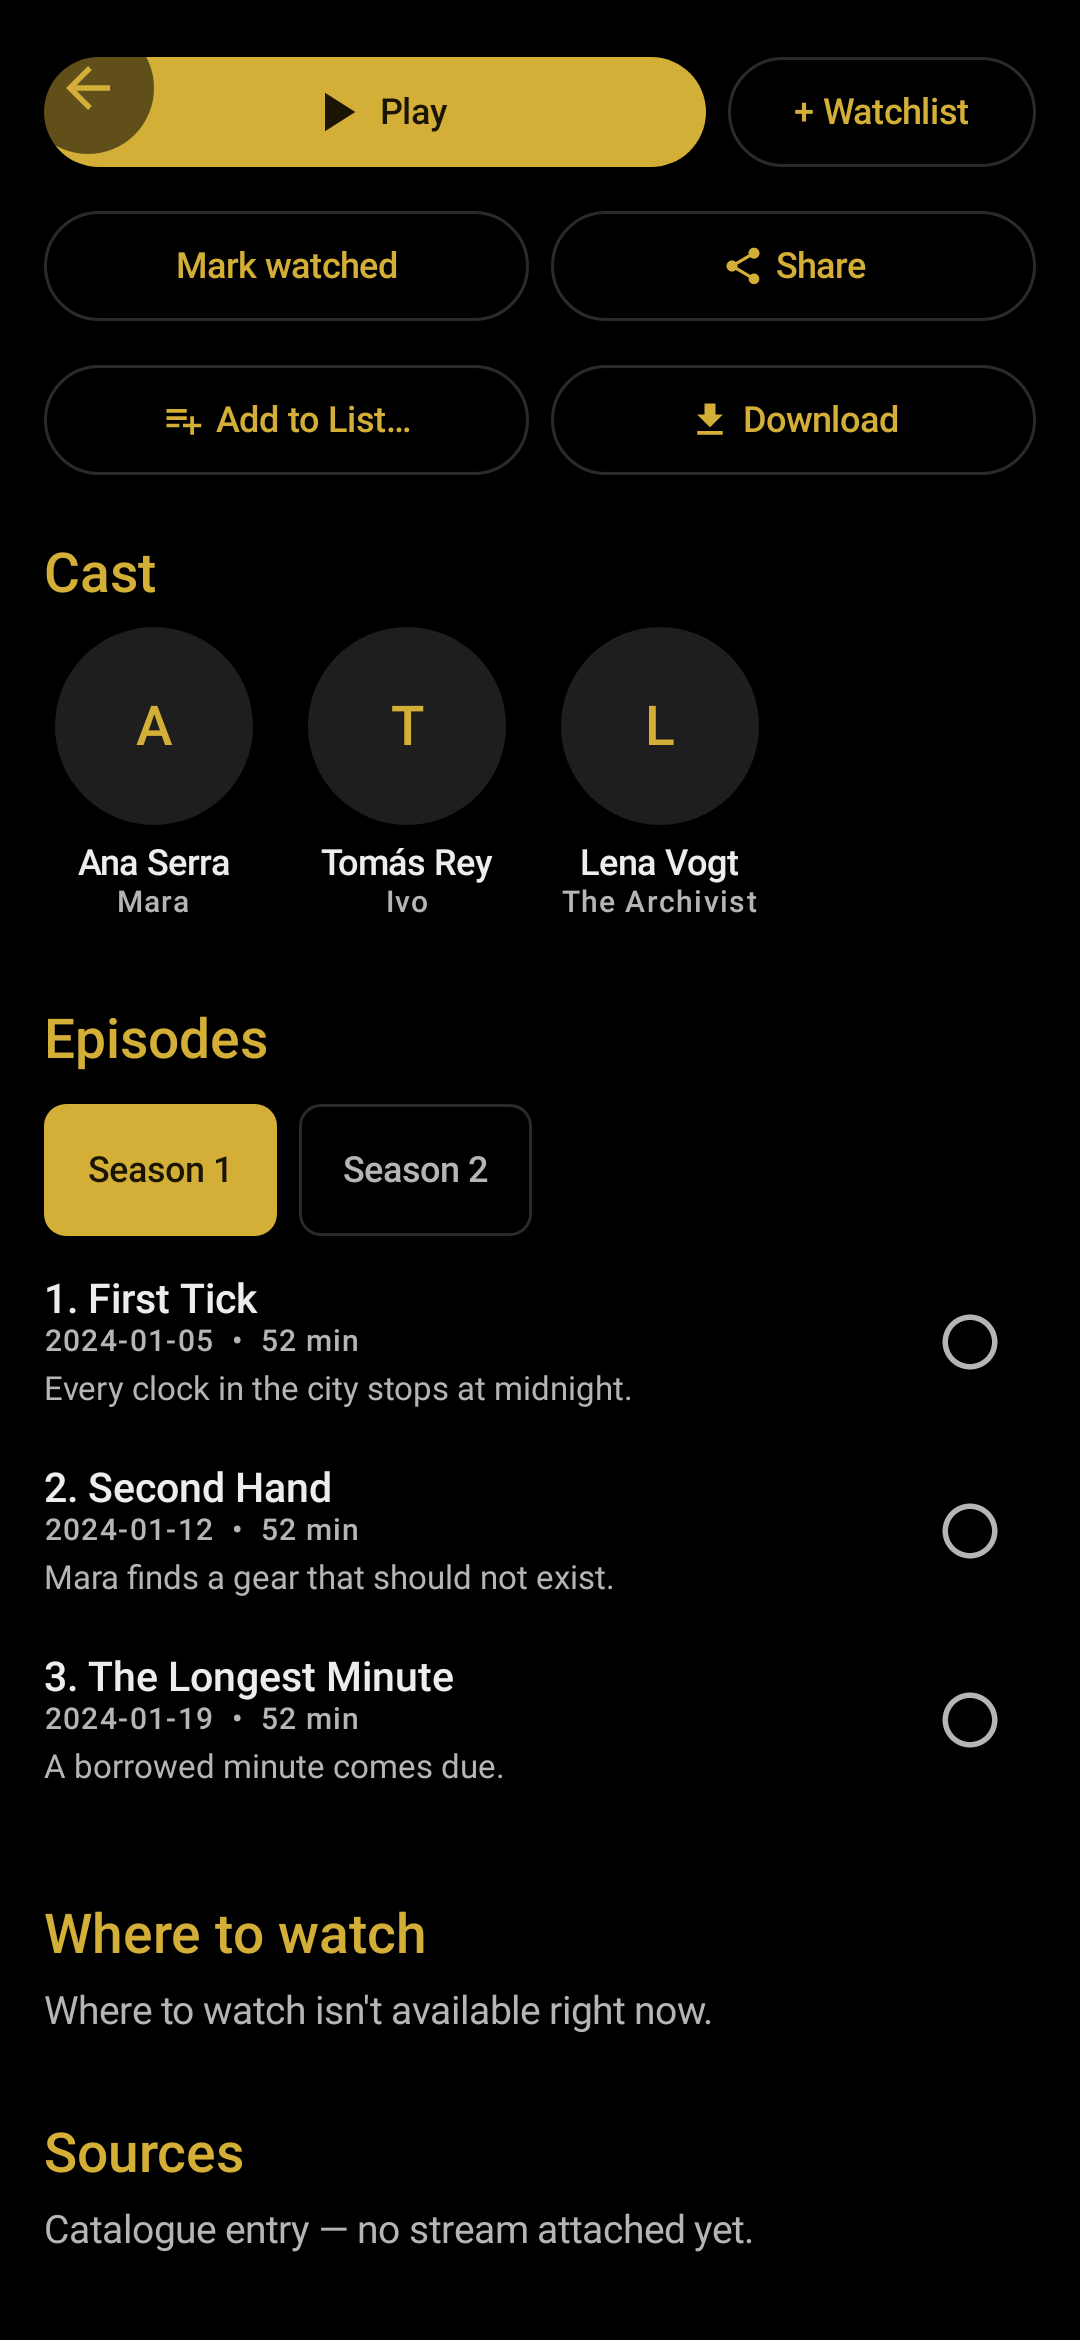 Play
+ Watchlist
Mark watched
Share
Add to List...
Download
Cast
A
T
L
Ana Serra
Mara
Tomás Rey
Ivo
Lena Vogt
The Archivist
Episodes
Season 1
Season 2
1. First Tick
2024-01-05 • 52 min
Every clock in the city stops at midnight.
2. Second Hand
2024-01-12 • 52 min
Mara finds a gear that should not exist.
3. The Longest Minute
2024-01-19 • 52 min
A borrowed minute comes due.
Where to watch
Where to watch isn't available right now.
Sources
Catalogue entry — no stream attached yet.